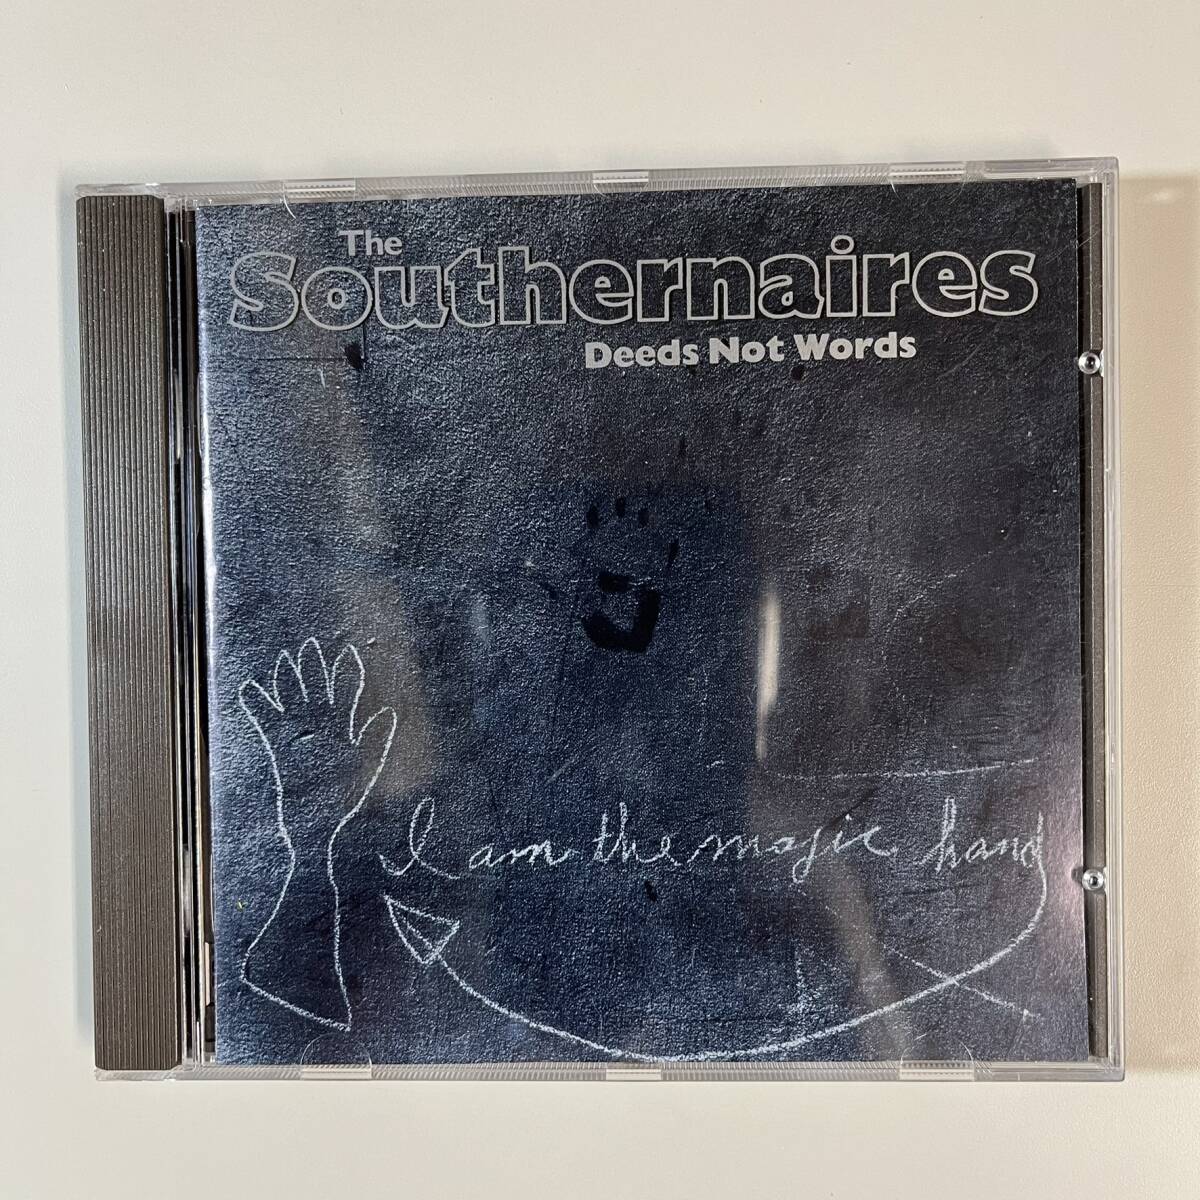 The
Southernaires
Deeds Not Words
I am the magic hand